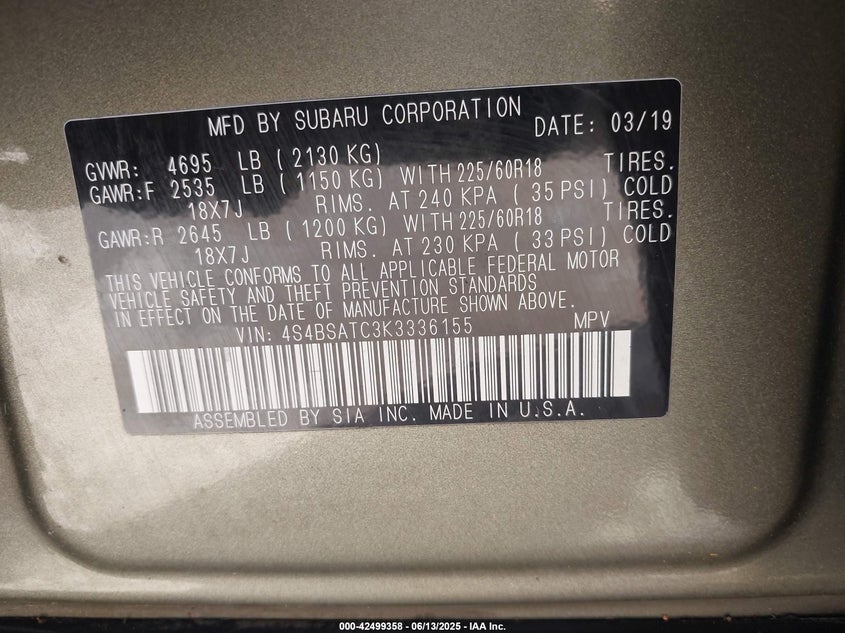 MFD BY SUBARU CORPORATION DATE: 03/19
GVWR: 4695 LB ( 2130 KG)
GAWR:F 2535 LB ( 1150 KG) WITH 225/60R18 TIRES.
18X7J RIMS. AT 240 KPA ( 35 PSI) COLD
GAWR:R 2645 LB ( 1200 KG) WITH 225/60R18 TIRES.
18X7J RIMS. AT 230 KPA ( 33 PSI) COLD
THIS VEHICLE CONFORMS TO ALL APPLICABLE FEDERAL MOTOR
VEHICLE SAFETY AND THEFT PREVENTION STANDARDS
IN EFFECT ON THE DATE OF MANUFACTURE SHOWN ABOVE.
VIN: 4S4BSATC3K3336155 MPV
ASSEMBLED BY SIA INC. MADE IN U.S.A.
000-42499358 - 06/13/2025 - IAA Inc.